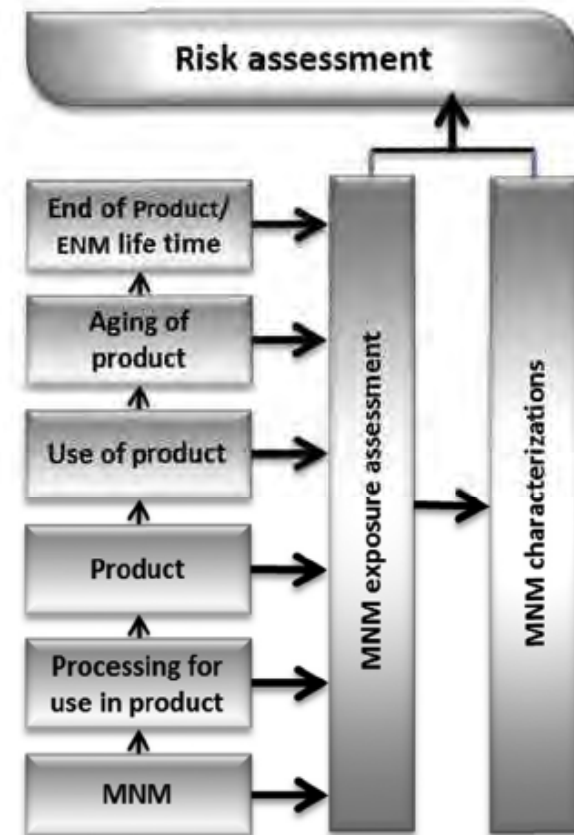 Risk assessment
End of Product/
ENM life time
Aging of
product
Use of product
Product
Processing for
use in product
MNM
MNM exposure assessment
MNM characterizations